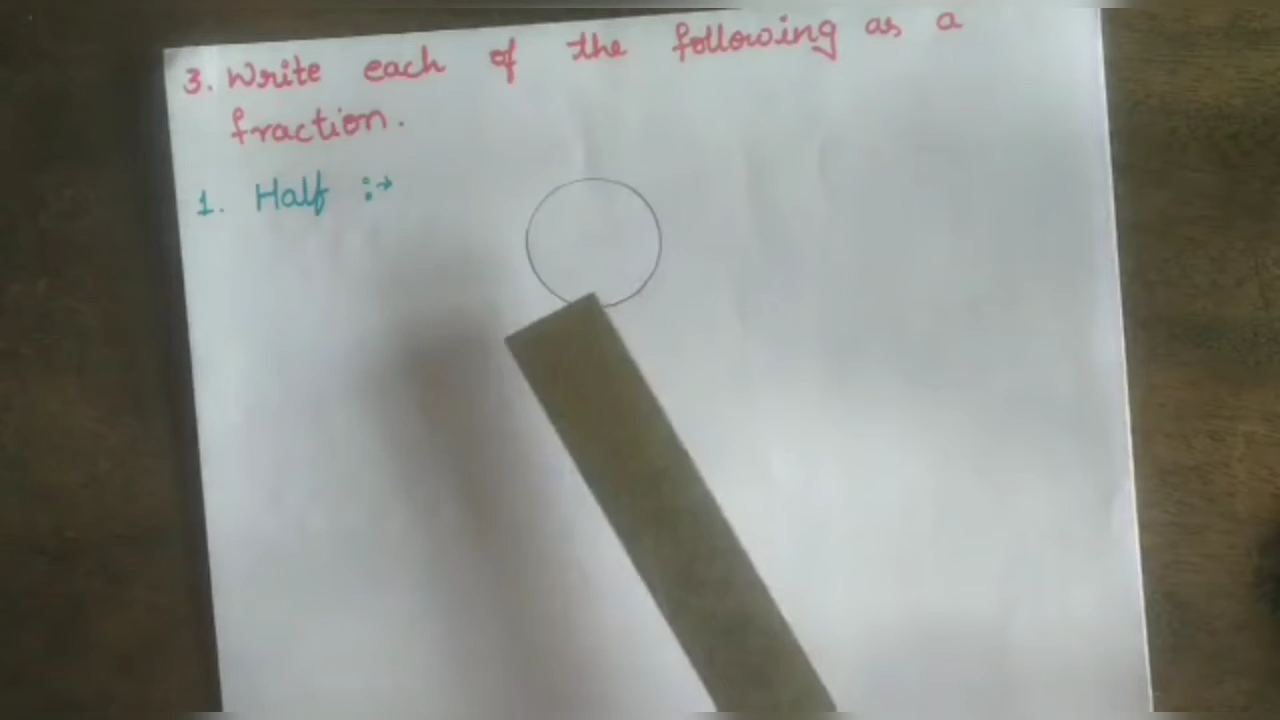 3. Write each of the following as a
fraction.
1. Half :→